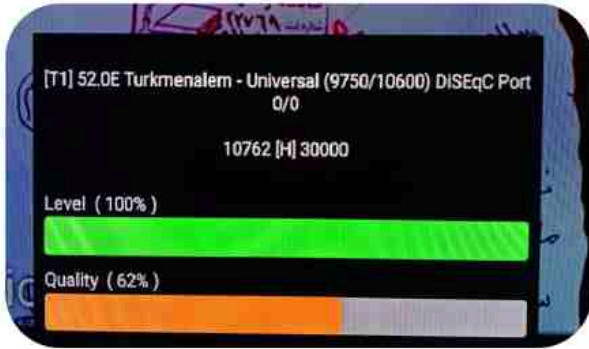 [T1] 52.0E Turkmenalem - Universal (9750/10600) DiSEqC Port
0/0
10762 [H] 30000
Level ( 100% )
Quality ( 62% )